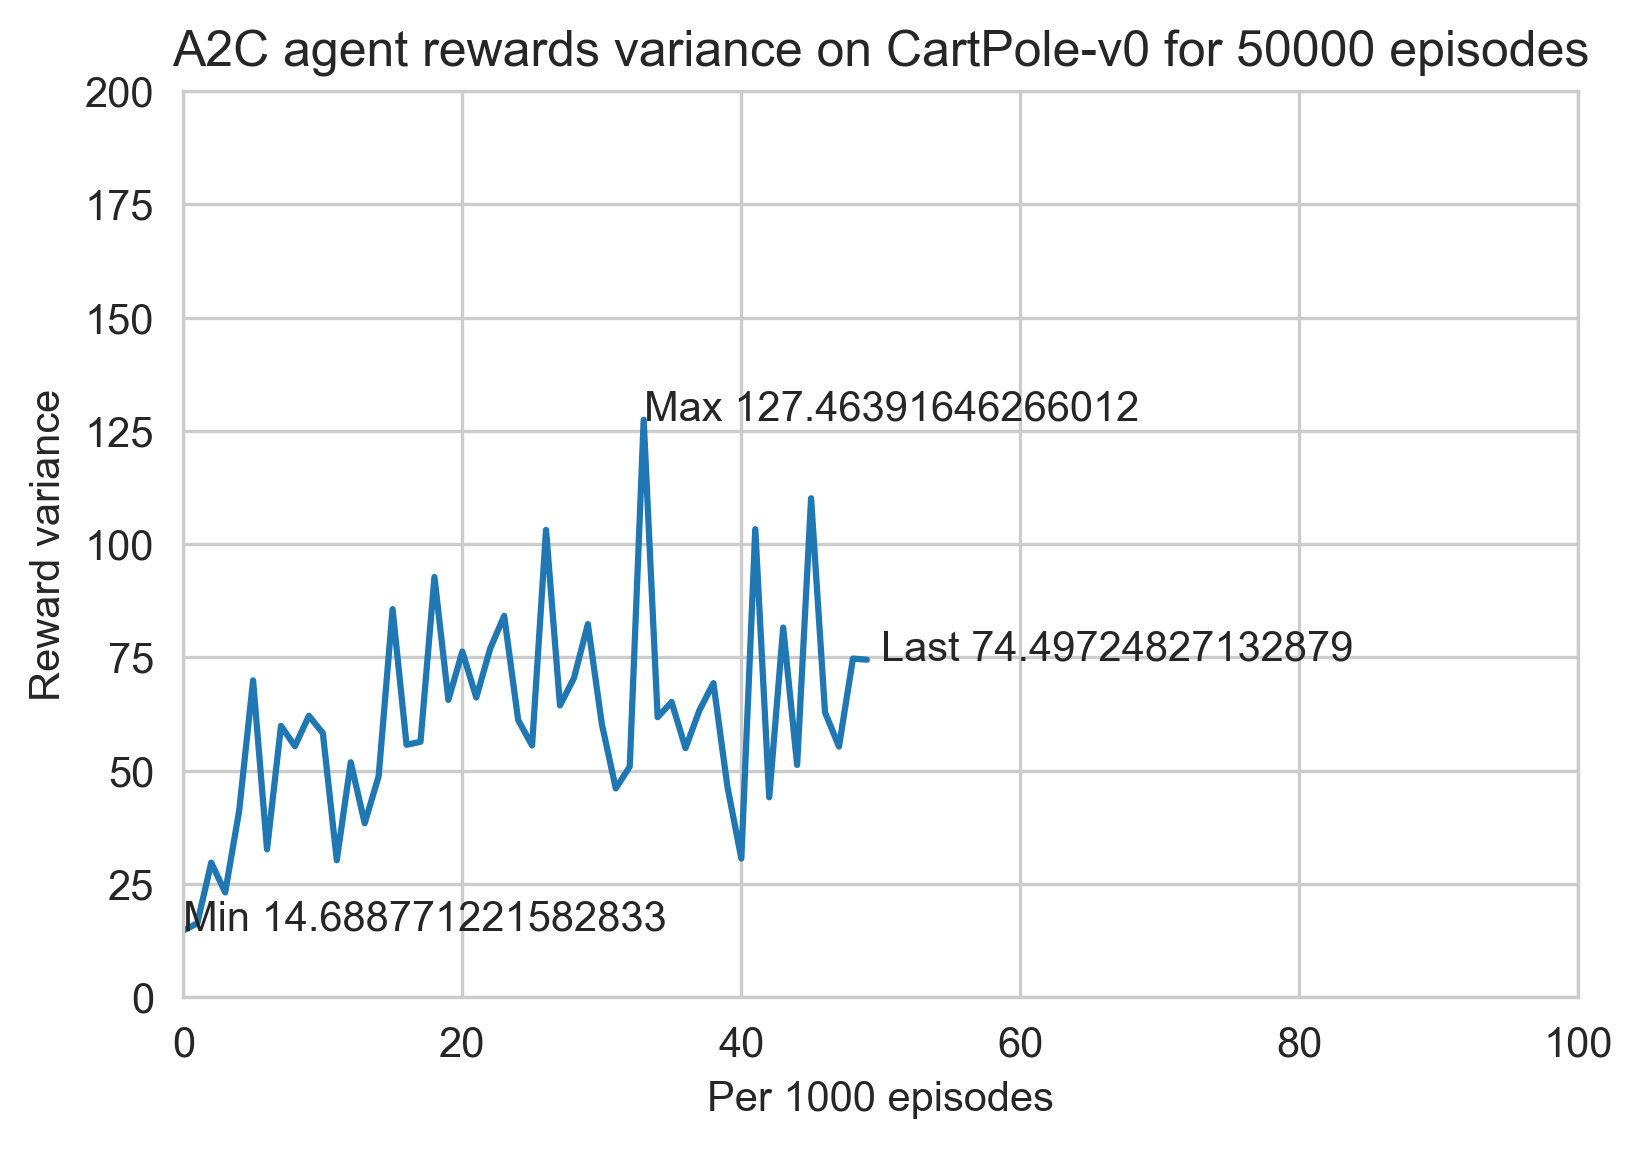 A2C agent rewards variance on CartPole-v0 for 50000 episodes
200
175
150
125
100
75
50
25
0
Reward variance
Max 127.46391646266012
Last 74.49724827132879
Min 14.688771221582833
0 20 40 60 80 100
Per 1000 episodes